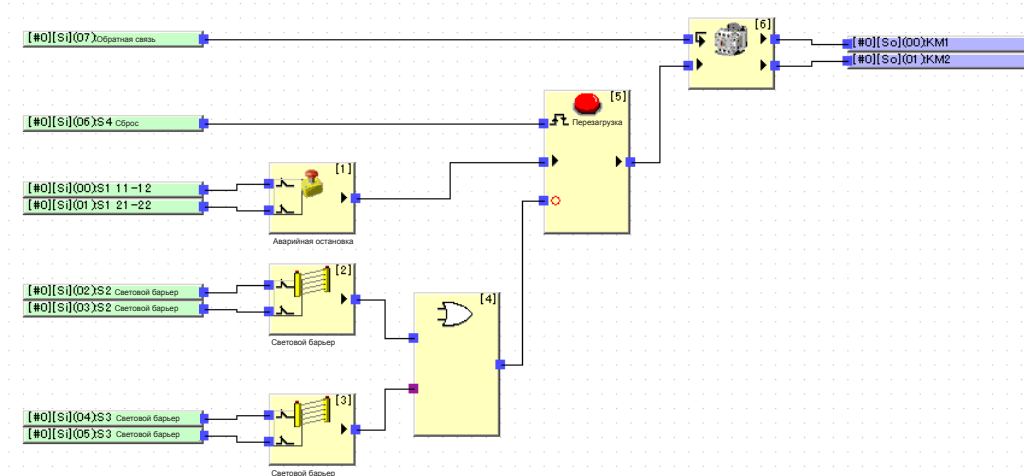 [#0][Si](07):Обратная связь
[6]
[#0][So](00):KM1
[#0][So](01):KM2
[5]
[#0][Si](06):S4 Сброс
Перезагрузка
[1]
[#0][Si](00):S1 11-12
[#0][Si](01):S1 21-22
Аварийная остановка
[2]
[#0][Si](02):S2 Световой барьер
[#0][Si](03):S2 Световой барьер
[4]
Световой барьер
[3]
[#0][Si](04):S3 Световой барьер
[#0][Si](05):S3 Световой барьер
Световой барьер